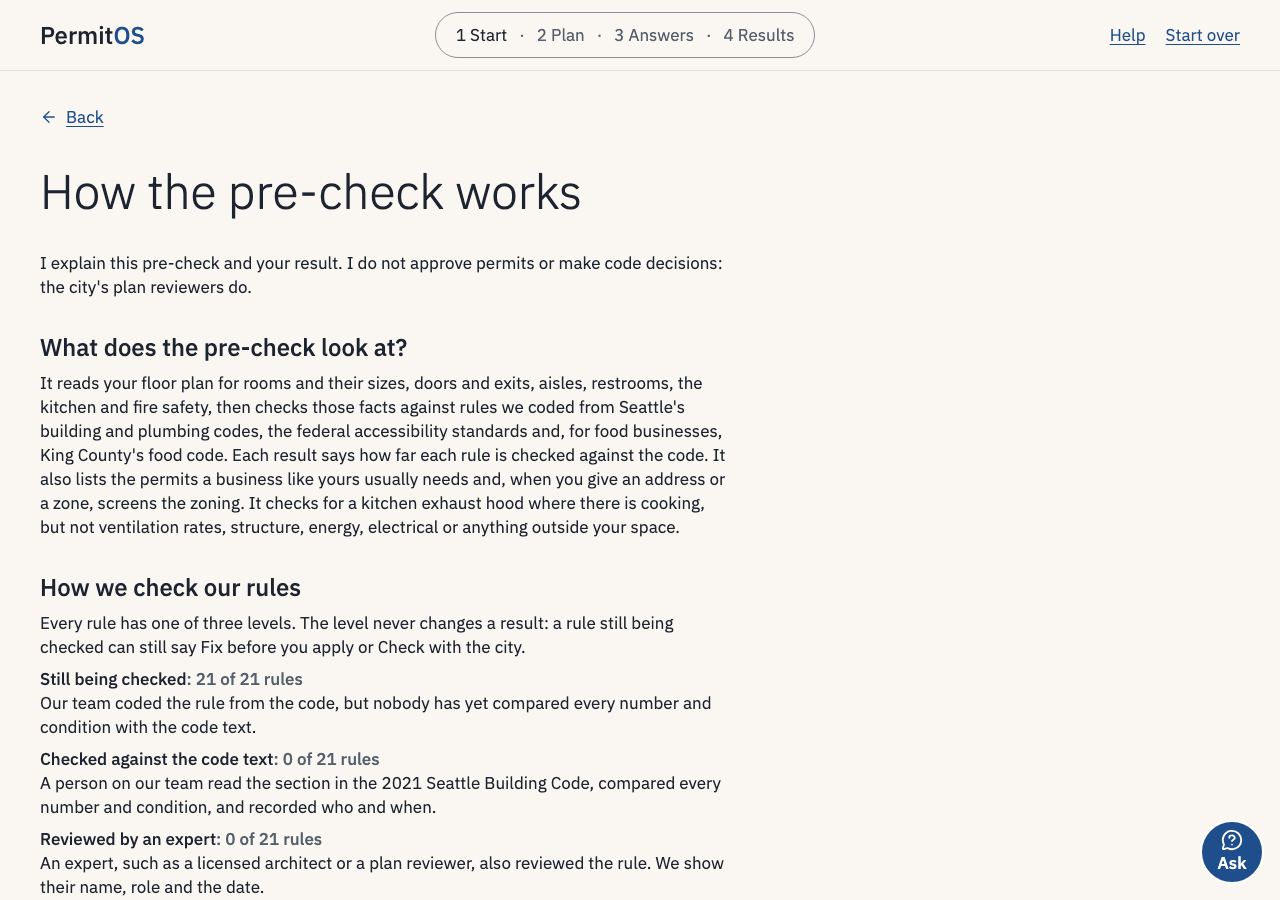 PermitOS
1 Start · 2 Plan · 3 Answers · 4 Results
Help
Start over
Back
How the pre-check works
I explain this pre-check and your result. I do not approve permits or make code decisions:
the city's plan reviewers do.
What does the pre-check look at?
It reads your floor plan for rooms and their sizes, doors and exits, aisles, restrooms, the
kitchen and fire safety, then checks those facts against rules we coded from Seattle's
building and plumbing codes, the federal accessibility standards and, for food businesses,
King County's food code. Each result says how far each rule is checked against the code. It
also lists the permits a business like yours usually needs and, when you give an address or
a zone, screens the zoning. It checks for a kitchen exhaust hood where there is cooking,
but not ventilation rates, structure, energy, electrical or anything outside your space.
How we check our rules
Every rule has one of three levels. The level never changes a result: a rule still being
checked can still say Fix before you apply or Check with the city.
Still being checked: 21 of 21 rules
Our team coded the rule from the code, but nobody has yet compared every number and
condition with the code text.
Checked against the code text: 0 of 21 rules
A person on our team read the section in the 2021 Seattle Building Code, compared every
number and condition, and recorded who and when.
Reviewed by an expert: 0 of 21 rules
An expert, such as a licensed architect or a plan reviewer, also reviewed the rule. We show
their name, role and the date.
Ask